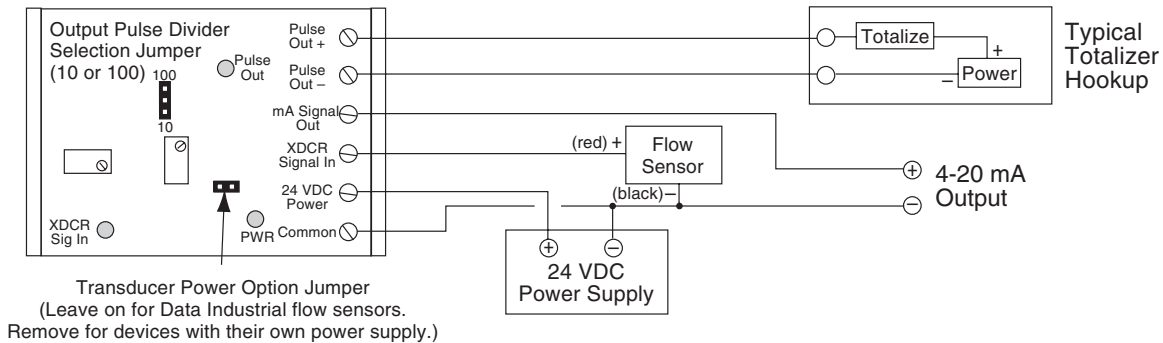 Output Pulse Divider
Selection Jumper
(10 or 100)
100
10
Pulse
Out
Pulse
Out +
Pulse
Out –
mA Signal
Out
XDCR
Signal In
24 VDC
Power
Common
PWR
XDCR
Sig In
Transducer Power Option Jumper
(Leave on for Data Industrial flow sensors.
Remove for devices with their own power supply.)
(red) +
Flow
Sensor
(black) –
+
–
24 VDC
Power Supply
Totalize
+
–
Power
Typical
Totalizer
Hookup
+
–
4-20 mA
Output